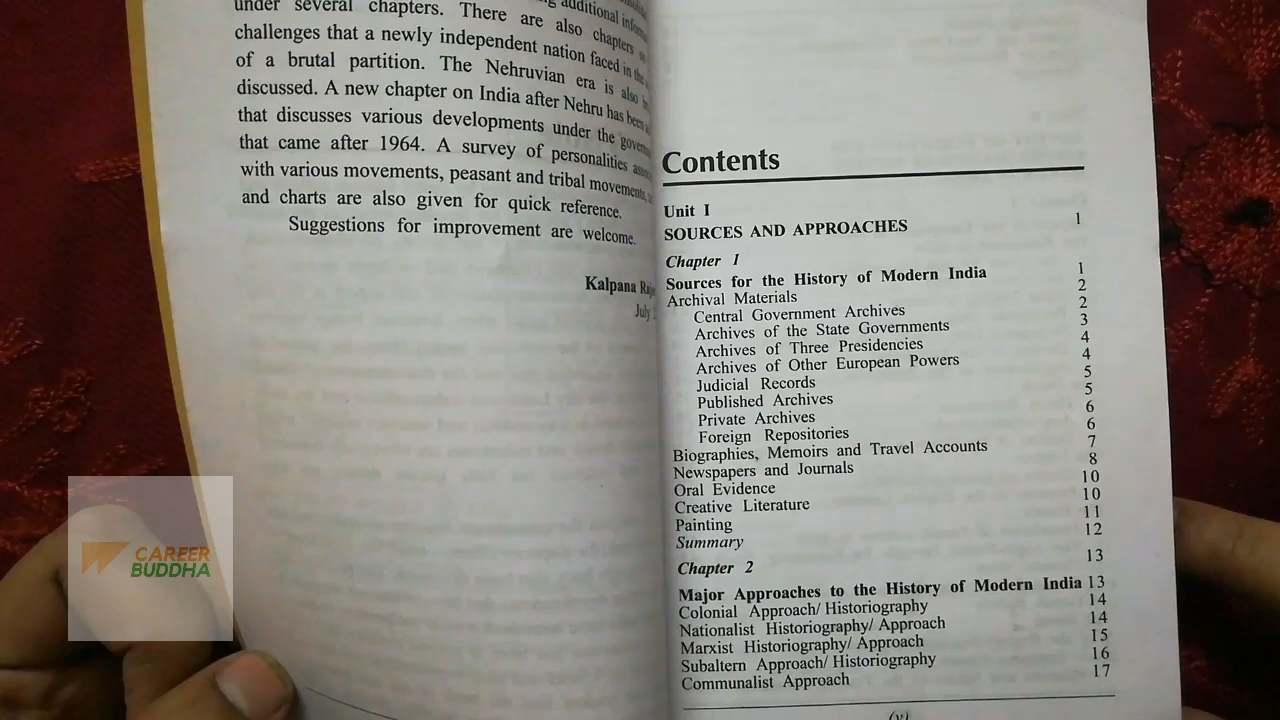 additional
under several chapters. There are also chapters
challenges that a newly independent nation faced in the
of a brutal partition. The Nehruvian era is also
discussed. A new chapter on India after Nehru has been
that discusses various developments under the
that came after 1964. A survey of personalities
with various movements, peasant and tribal movements,
and charts are also given for quick reference.
Suggestions for improvement are welcome.
Kalpana
July
Contents
Unit I
SOURCES AND APPROACHES 1
Chapter 1
Sources for the History of Modern India 1
Archival Materials 2
Central Government Archives 2
Archives of the State Governments 3
Archives of Three Presidencies 4
Archives of Other European Powers 4
Judicial Records 5
Published Archives 5
Private Archives 6
Foreign Repositories 6
Biographies, Memoirs and Travel Accounts 7
Newspapers and Journals 8
Oral Evidence 10
Creative Literature 10
Painting 11
Summary 12
Chapter 2 13
Major Approaches to the History of Modern India 13
Colonial Approach/ Historiography 14
Nationalist Historiography/ Approach 14
Marxist Historiography/ Approach 15
Subaltern Approach/ Historiography 16
Communalist Approach 17
(v)
CAREER
BUDDHA